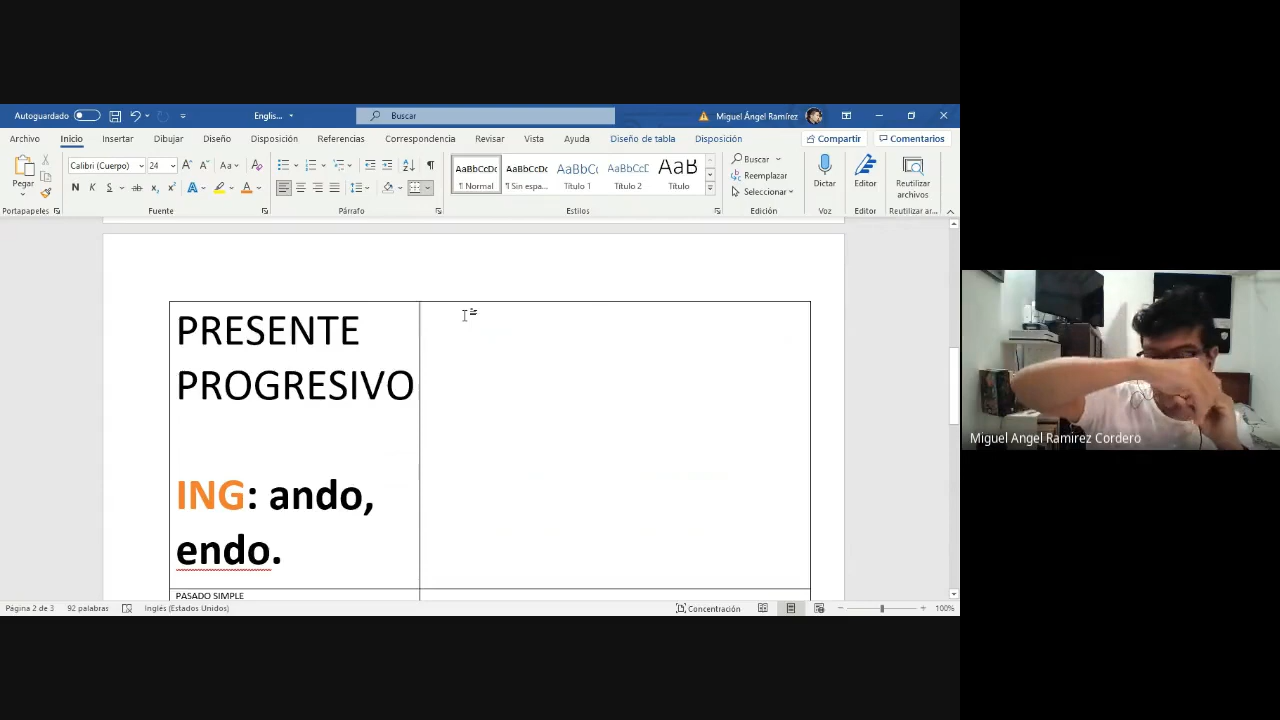 Autoguardado
Englis...
Buscar
Miguel Ángel Ramírez
Archivo Inicio Insertar Dibujar Diseño Disposición Referencias Correspondencia Revisar Vista Ayuda Diseño de tabla Disposición Compartir Comentarios
Pegar
Calibri (Cuerpo) 24
N K S
AaBbCcDc
¶ Normal
AaBbCcDc
¶ Sin espa...
AaBbCc
Título 1
AaBbCcD
Título 2
AaB
Título
Buscar
Reemplazar
Seleccionar
Dictar
Editor
Reutilizar
archivos
Portapapeles Fuente Párrafo Estilos Edición Voz Editor Reutilizar ar...
PRESENTE
PROGRESIVO
ING: ando,
endo.
PASADO SIMPLE
Página 2 de 3 92 palabras Inglés (Estados Unidos) Concentración 100%
Miguel Angel Ramirez Cordero